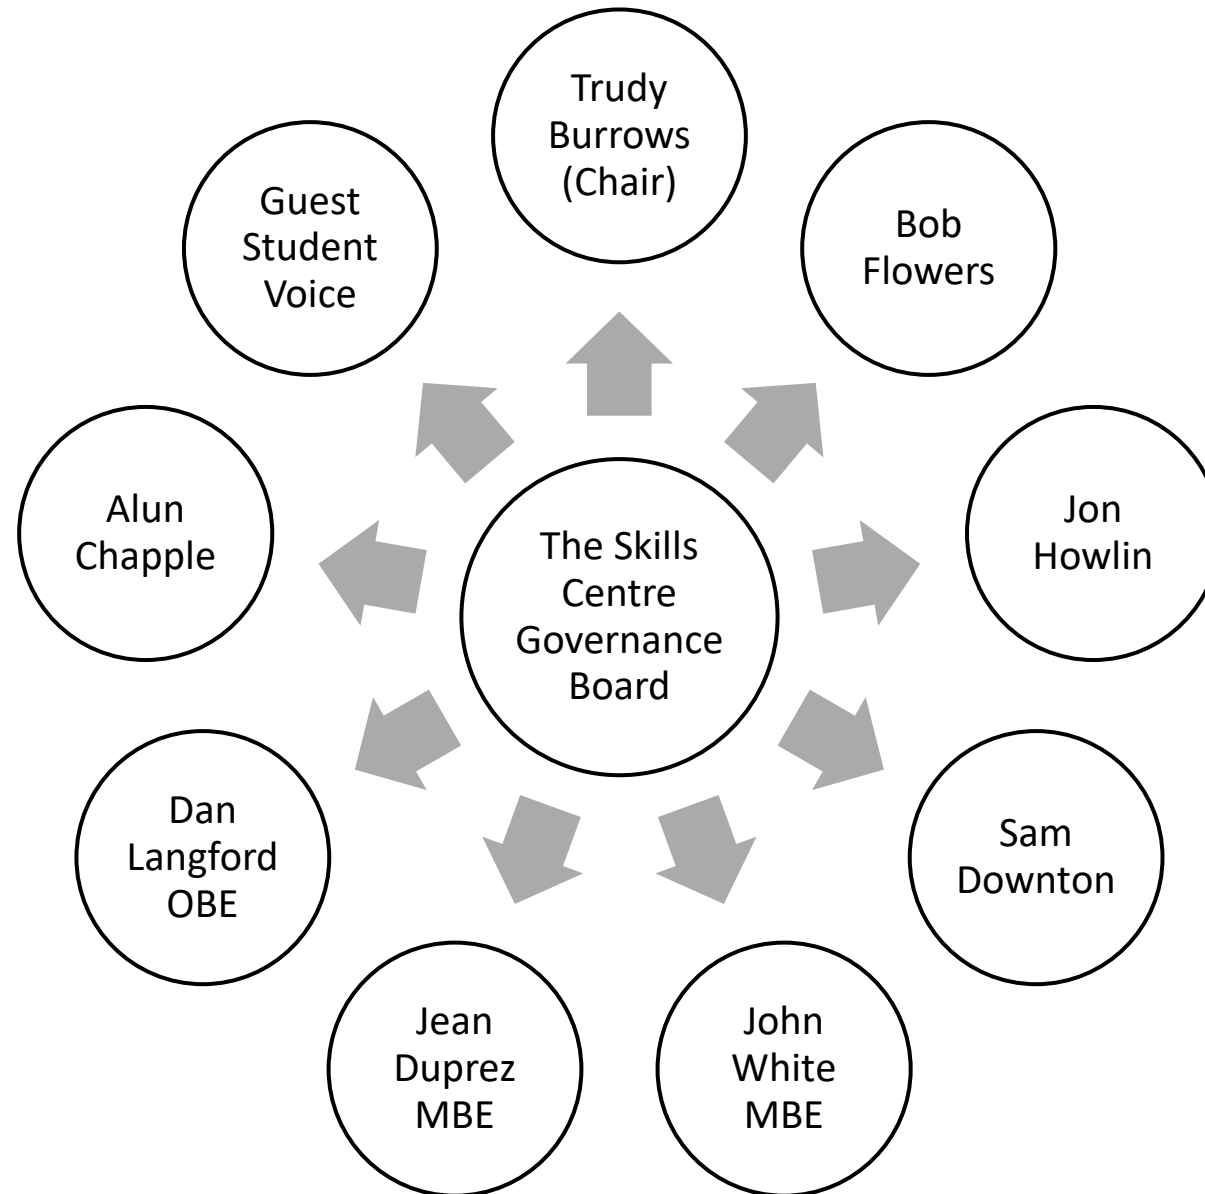 Trudy
Burrows
(Chair)
Bob
Flowers
Jon
Howlin
Sam
Downton
John
White
MBE
Jean
Duprez
MBE
Dan
Langford
OBE
Alun
Chapple
Guest
Student
Voice
The Skills
Centre
Governance
Board